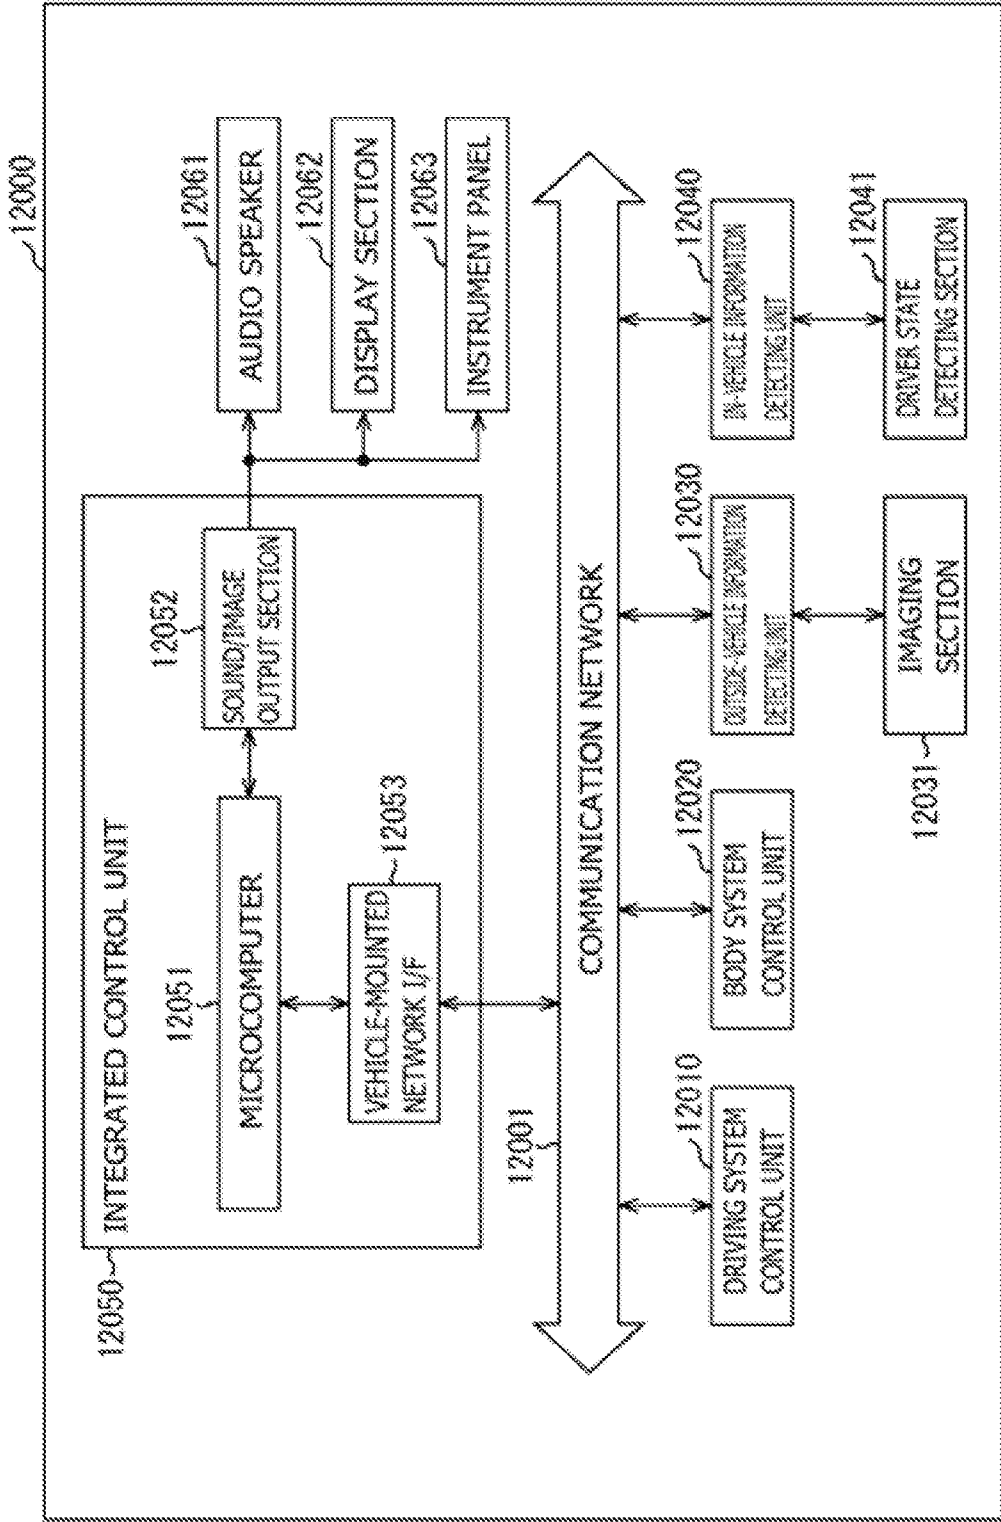 12000
12050
INTEGRATED CONTROL UNIT
12051
MICROCOMPUTER
12052
SOUND/IMAGE
OUTPUT SECTION
12053
VEHICLE-MOUNTED
NETWORK I/F
12061
AUDIO SPEAKER
12062
DISPLAY SECTION
12063
INSTRUMENT PANEL
12001
COMMUNICATION NETWORK
12010
DRIVING SYSTEM
CONTROL UNIT
12020
BODY SYSTEM
CONTROL UNIT
12030
OUTSIDE-VEHICLE INFORMATION
DETECTING UNIT
12040
IN-VEHICLE INFORMATION
DETECTING UNIT
12031
IMAGING
SECTION
12041
DRIVER STATE
DETECTING SECTION